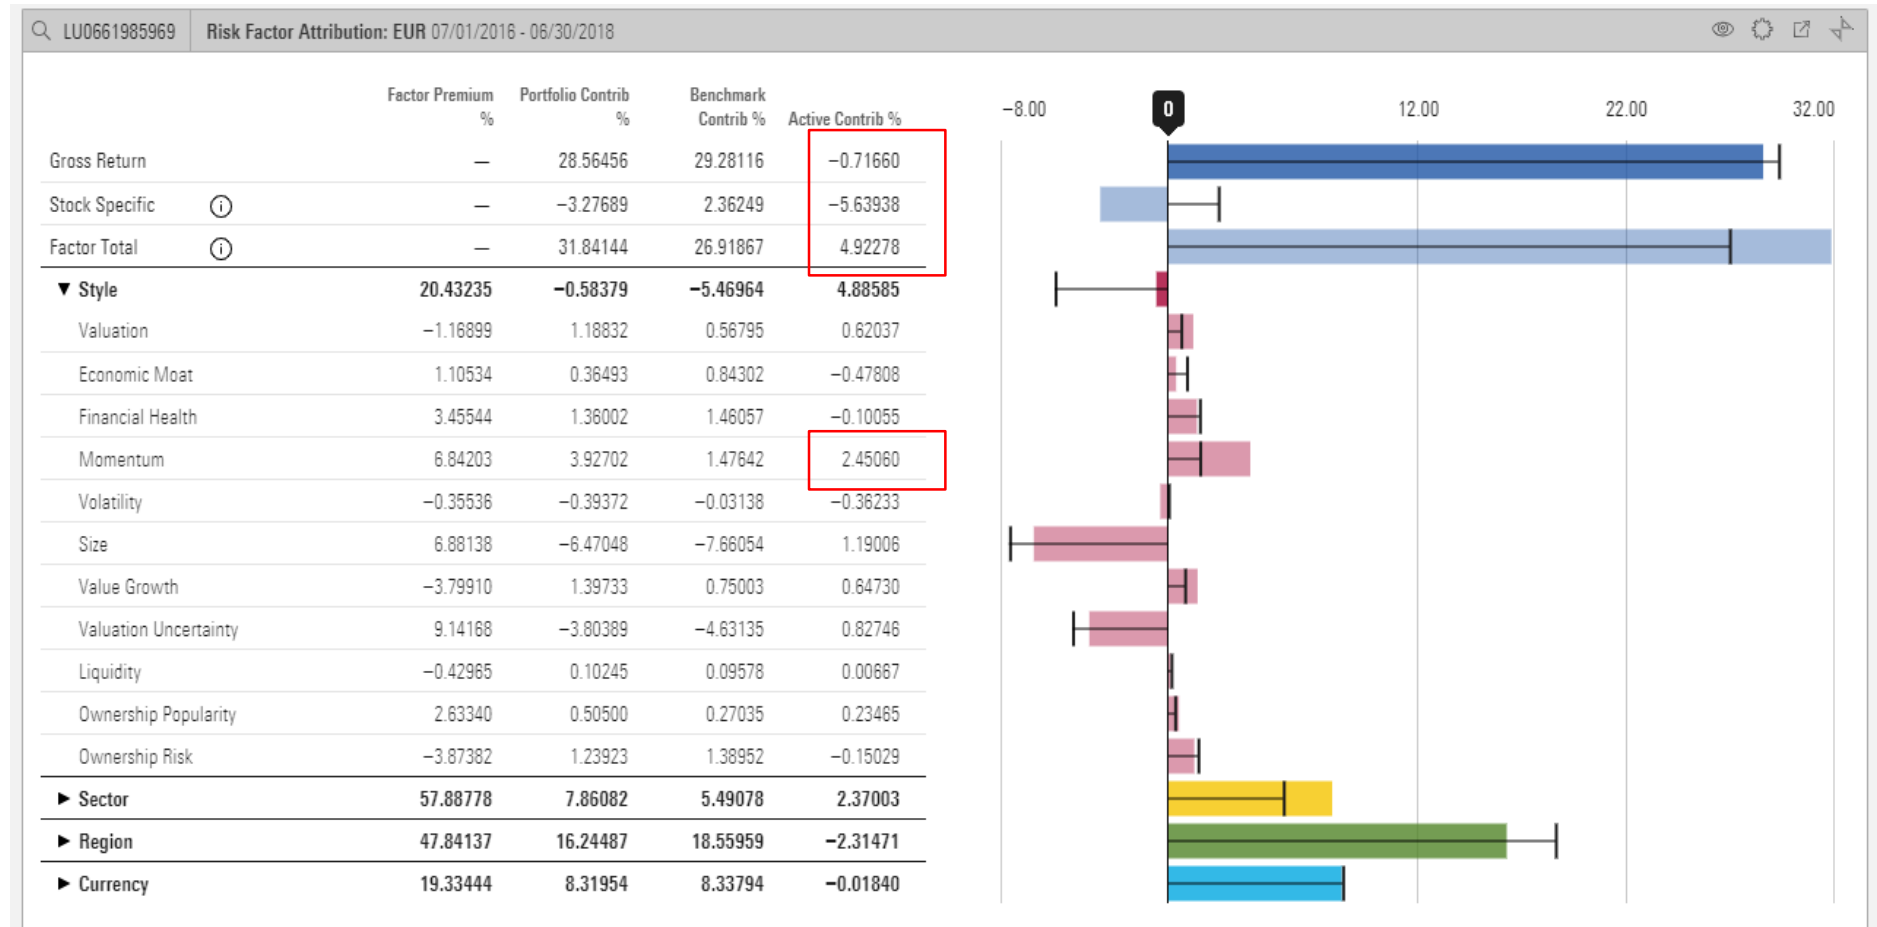 LU0661985969 Risk Factor Attribution: EUR 07/01/2016 - 06/30/2018
Factor Premium % Portfolio Contrib % Benchmark Contrib % Active Contrib % −8.00 0 12.00 22.00 32.00
Gross Return — 28.56456 29.28116 −0.71660
Stock Specific i — −3.27689 2.36249 −5.63938
Factor Total i — 31.84144 26.91867 4.92278
▼ Style 20.43235 −0.58379 −5.46964 4.88585
Valuation −1.16899 1.18832 0.56795 0.62037
Economic Moat 1.10534 0.36493 0.84302 −0.47808
Financial Health 3.45544 1.36002 1.46057 −0.10055
Momentum 6.84203 3.92702 1.47642 2.45060
Volatility −0.35536 −0.39372 −0.03138 −0.36233
Size 6.88138 −6.47048 −7.66054 1.19006
Value Growth −3.79910 1.39733 0.75003 0.64730
Valuation Uncertainty 9.14168 −3.80389 −4.63135 0.82746
Liquidity −0.42965 0.10245 0.09578 0.00667
Ownership Popularity 2.63340 0.50500 0.27035 0.23465
Ownership Risk −3.87382 1.23923 1.38952 −0.15029
► Sector 57.88778 7.86082 5.49078 2.37003
► Region 47.84137 16.24487 18.55959 −2.31471
► Currency 19.33444 8.31954 8.33794 −0.01840